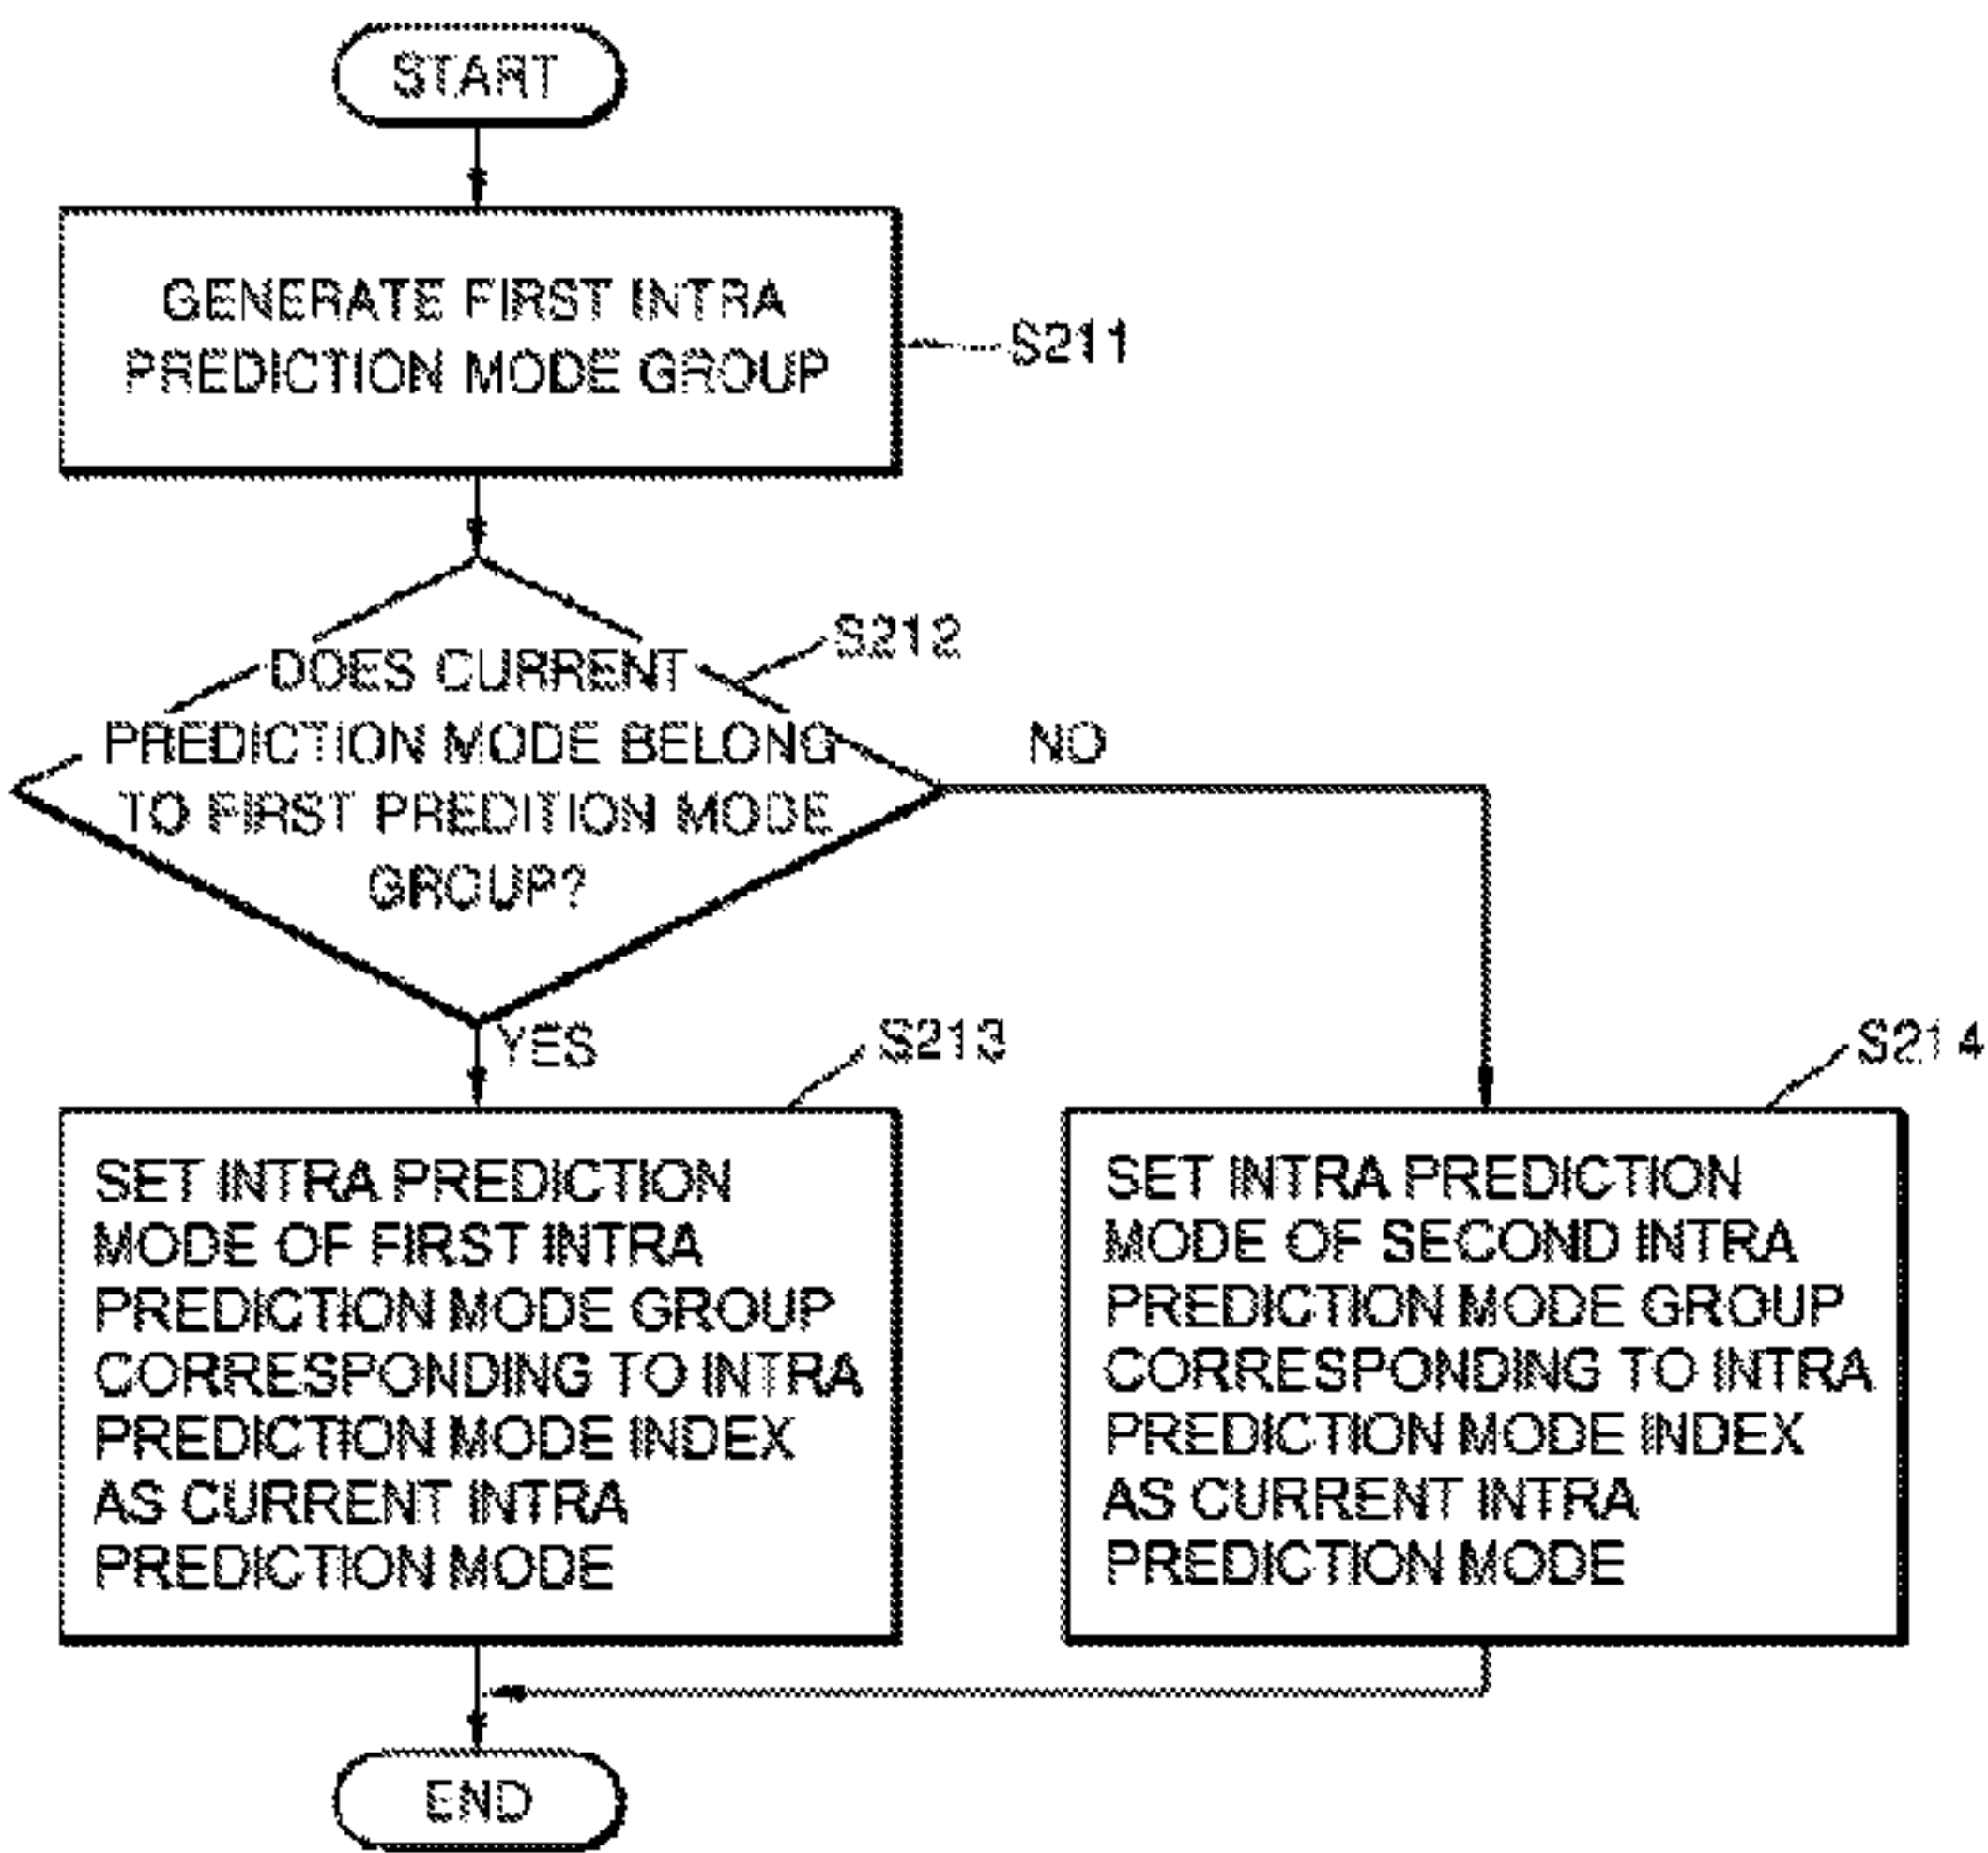 START
GENERATE FIRST INTRA
PREDICTION MODE GROUP
S211
DOES CURRENT
S212
PREDICTION MODE BELONG
NO
TO FIRST PREDITION MODE
GROUP?
YES
S213
S214
SET INTRA PREDICTION
MODE OF FIRST INTRA
PREDICTION MODE GROUP
CORRESPONDING TO INTRA
PREDICTION MODE INDEX
AS CURRENT INTRA
PREDICTION MODE
SET INTRA PREDICTION
MODE OF SECOND INTRA
PREDICTION MODE GROUP
CORRESPONDING TO INTRA
PREDICTION MODE INDEX
AS CURRENT INTRA
PREDICTION MODE
END